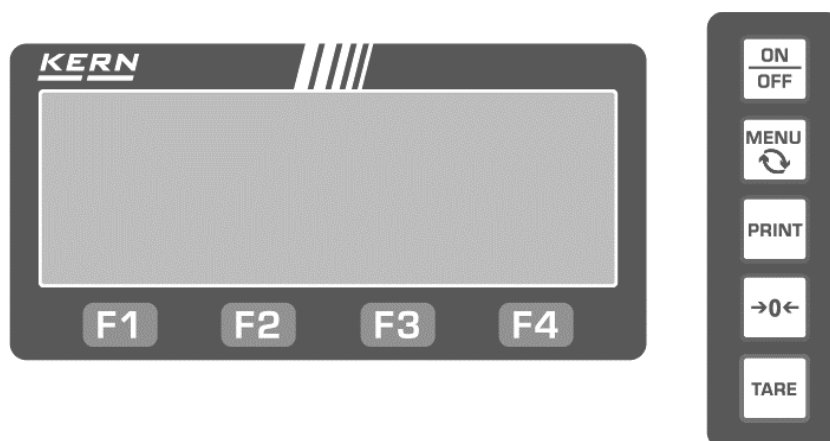 KERN
F1 F2 F3 F4
ON
OFF
MENU
PRINT
→0←
TARE